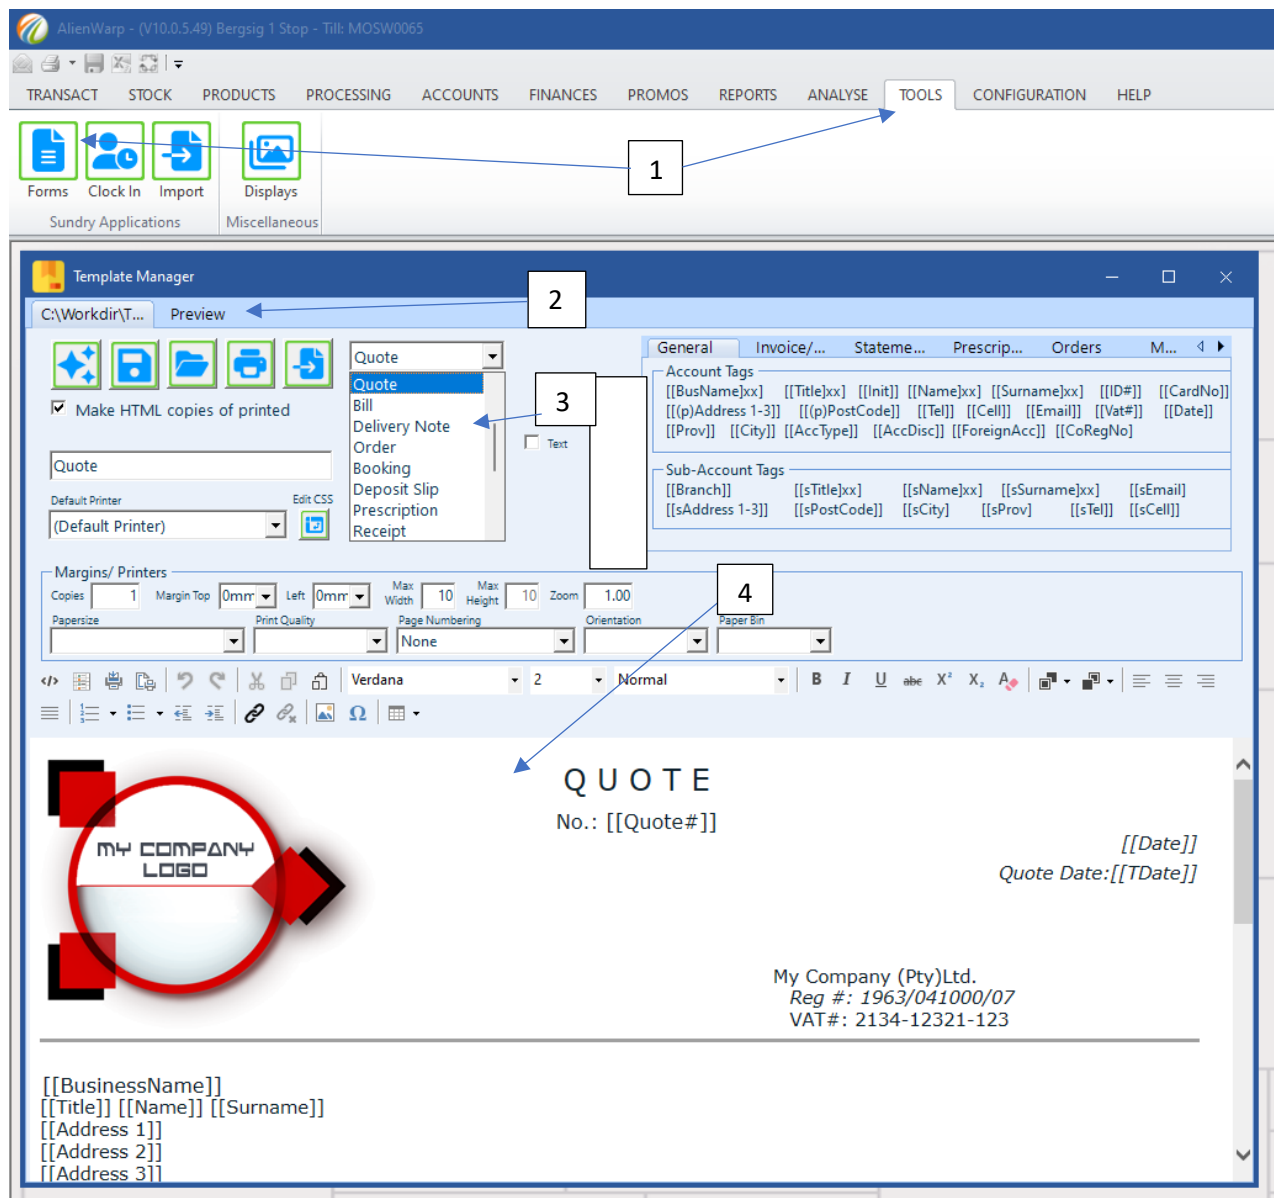 AlienWarp - (V10.0.5.49) Bergsig 1 Stop - Till: MOSW0065
TRANSACT STOCK PRODUCTS PROCESSING ACCOUNTS FINANCES PROMOS REPORTS ANALYSE TOOLS CONFIGURATION HELP
1
Forms Clock In Import Displays
Sundry Applications Miscellaneous
Template Manager
2
C:\Workdir\T... Preview
Quote
General Invoice/... Stateme... Prescrip... Orders M...
Account Tags
[[BusName]xx] [[Title]xx] [[Init]] [[Name]xx] [[Surname]xx] [[ID#]] [[CardNo]]
[[(p)Address 1-3]] [[(p)PostCode]] [[Tel]] [[Cell]] [[Email]] [[Vat#]] [[Date]]
[[Prov]] [[City]] [[AccType]] [[AccDisc]] [[ForeignAcc]] [[CoRegNo]
Sub-Account Tags
[[Branch]] [[sTitle]xx] [[sName]xx] [[sSurname]xx] [[sEmail]
[[sAddress 1-3]] [[sPostCode]] [[sCity] [[sProv] [[sTel]] [[sCell]]
Quote
Bill
Delivery Note
Order
Booking
Deposit Slip
Prescription
Receipt
3
Text
Make HTML copies of printed
Quote
Default Printer Edit CSS
(Default Printer)
Margins/ Printers
Copies 1 Margin Top 0mm Left 0mm Max Width 10 Max Height 10 Zoom 1.00
4
Papersize Print Quality Page Numbering Orientation Paper Bin
None
Verdana 2 Normal B I U abc X² X₂ A
Ω
MY COMPANY
LOGO
Q U O T E
No.: [[Quote#]]
[[Date]]
Quote Date:[[TDate]]
My Company (Pty)Ltd.
Reg #: 1963/041000/07
VAT#: 2134-12321-123
[[BusinessName]]
[[Title]] [[Name]] [[Surname]]
[[Address 1]]
[[Address 2]]
[[Address 3]]